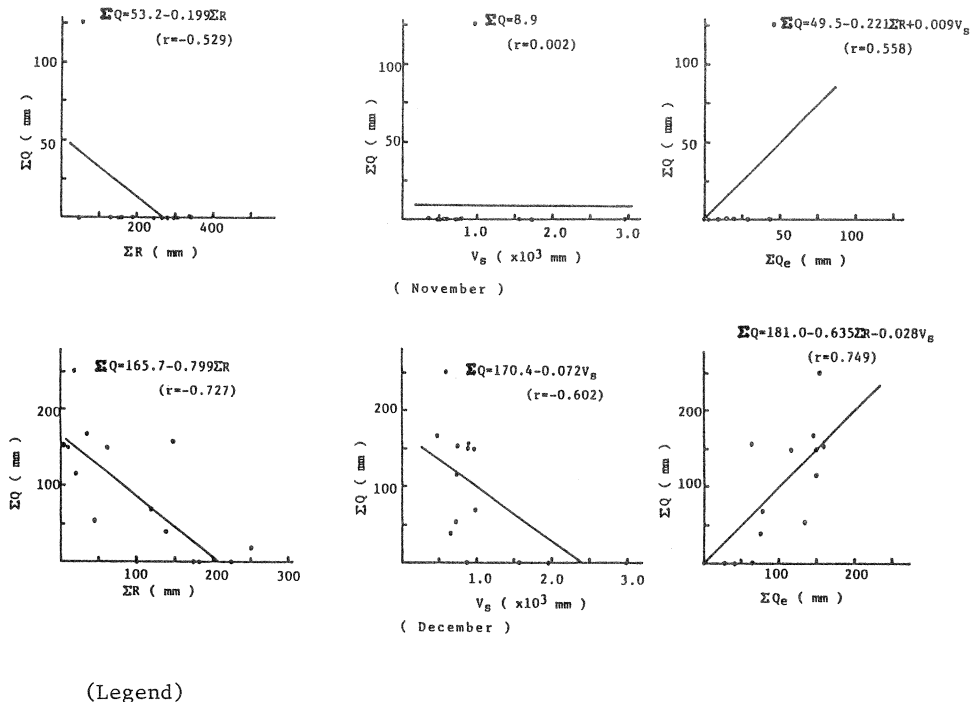 ΣQ=53.2-0.199ΣR
(r=-0.529)
100
50
ΣQ ( mm )
200 400
ΣR ( mm )
ΣQ=8.9
(r=0.002)
100
50
ΣQ ( mm )
1.0 2.0 3.0
Vs ( x10³ mm )
ΣQ=49.5-0.221ΣR+0.009Vs
(r=0.558)
100
50
ΣQ ( mm )
50 100
ΣQe ( mm )
( November )
ΣQ=165.7-0.799ΣR
(r=-0.727)
200
100
ΣQ ( mm )
100 200 300
ΣR ( mm )
ΣQ=170.4-0.072Vs
(r=-0.602)
200
100
ΣQ ( mm )
1.0 2.0 3.0
Vs ( x10³ mm )
ΣQ=181.0-0.635ΣR-0.028Vs
(r=0.749)
200
100
ΣQ ( mm )
100 200
ΣQe ( mm )
( December )
(Legend)